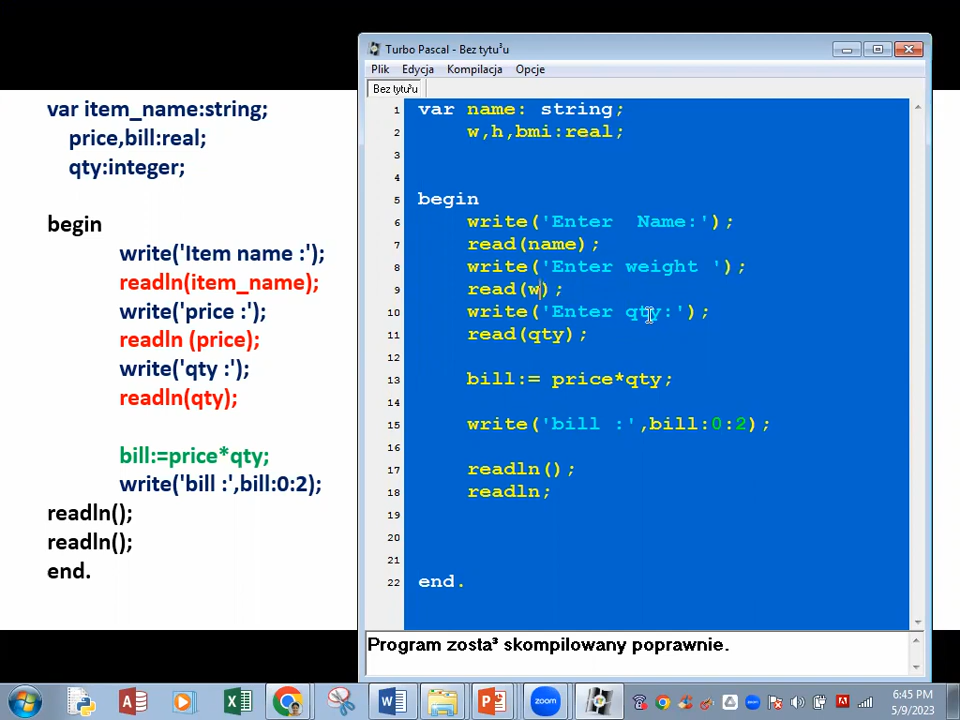 var item_name:string;
price,bill:real;
qty:integer;
begin
write('Item name :');
readln(item_name);
write('price :');
readln (price);
write('qty :');
readln(qty);
bill:=price*qty;
write('bill :',bill:0:2);
readln();
readln();
end.
Turbo Pascal - Bez tytu³u
Plik Edycja Kompilacja Opcje
Bez tytu³u
1 var name: string;
2 w,h,bmi:real;
3
4
5 begin
6 write('Enter  Name:');
7 read(name);
8 write('Enter weight ');
9 read(w);
10 write('Enter qty:');
11 read(qty);
12
13 bill:= price*qty;
14
15 write('bill :',bill:0:2);
16
17 readln();
18 readln;
19
20
21
22 end.
Program zosta³ skompilowany poprawnie.
6:45 PM
5/9/2023